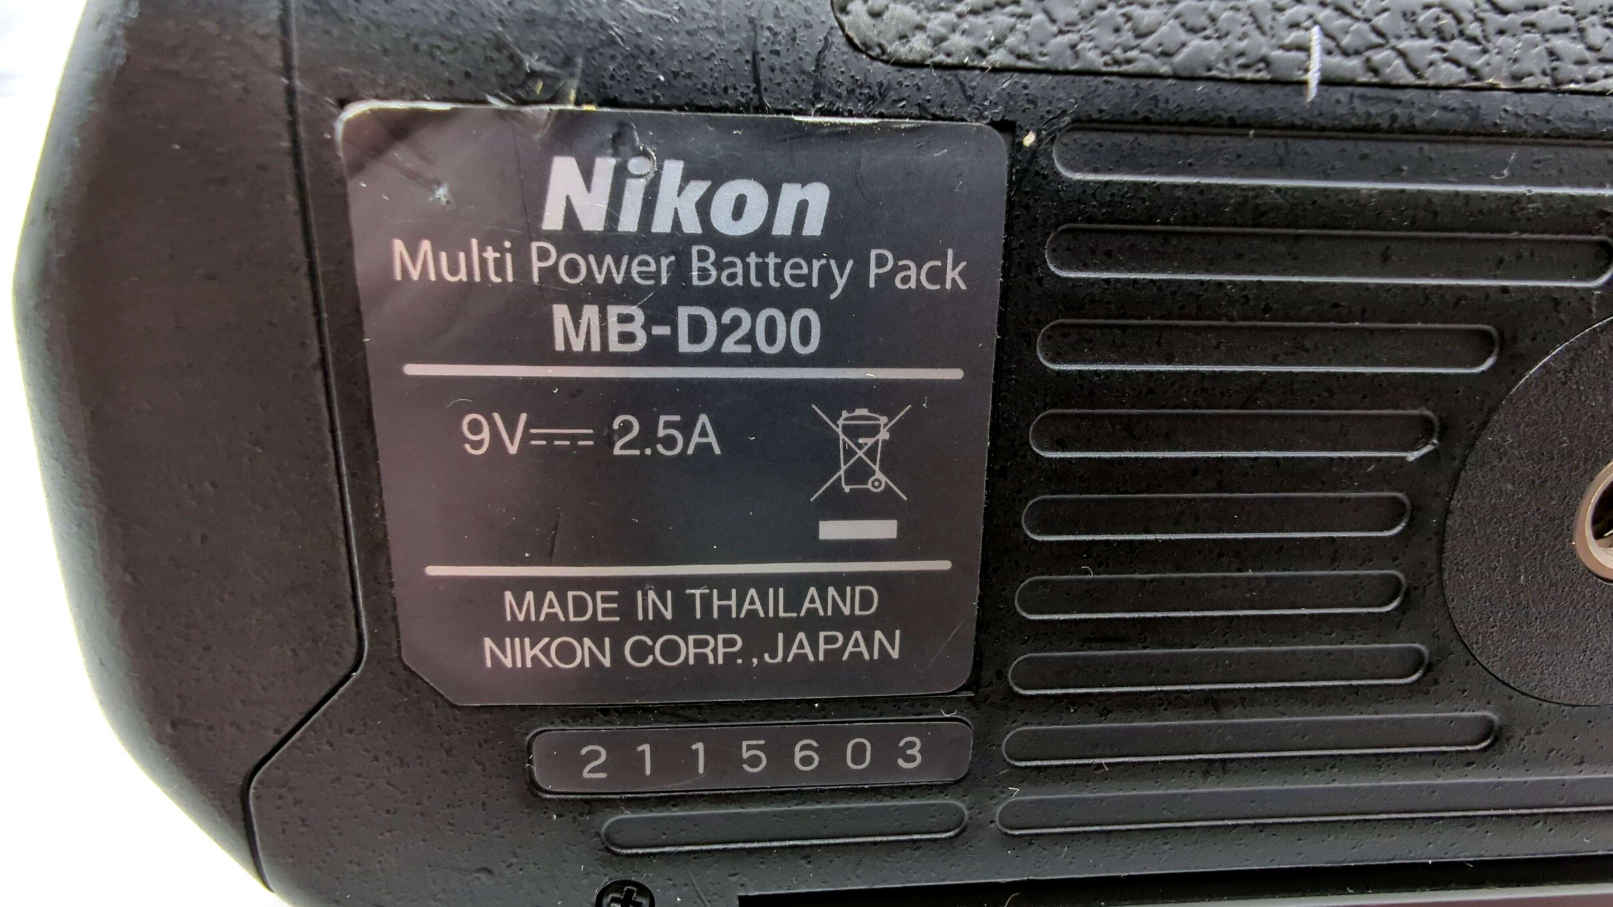 Nikon
Multi Power Battery Pack
MB-D200
9V⎓ 2.5A
MADE IN THAILAND
NIKON CORP., JAPAN
2115603